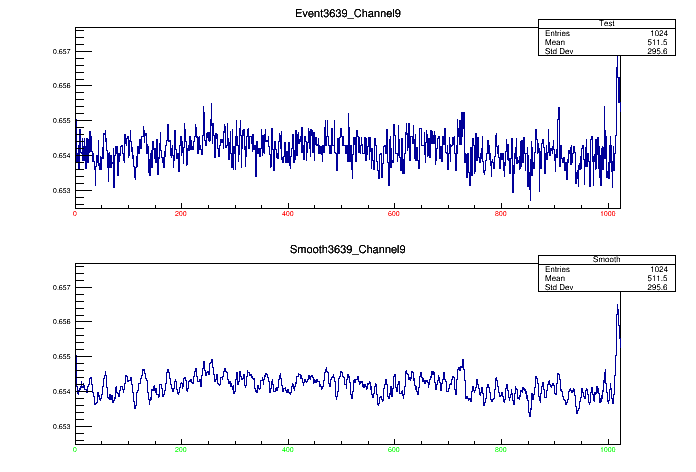 Event3639_Channel9
Test
Entries 1024
Mean 511.5
Std Dev 295.6
0.657
0.656
0.655
0.654
0.653
0 200 400 600 800 1000
Smooth3639_Channel9
Smooth
Entries 1024
Mean 511.5
Std Dev 295.6
0.657
0.656
0.655
0.654
0.653
0 200 400 600 800 1000